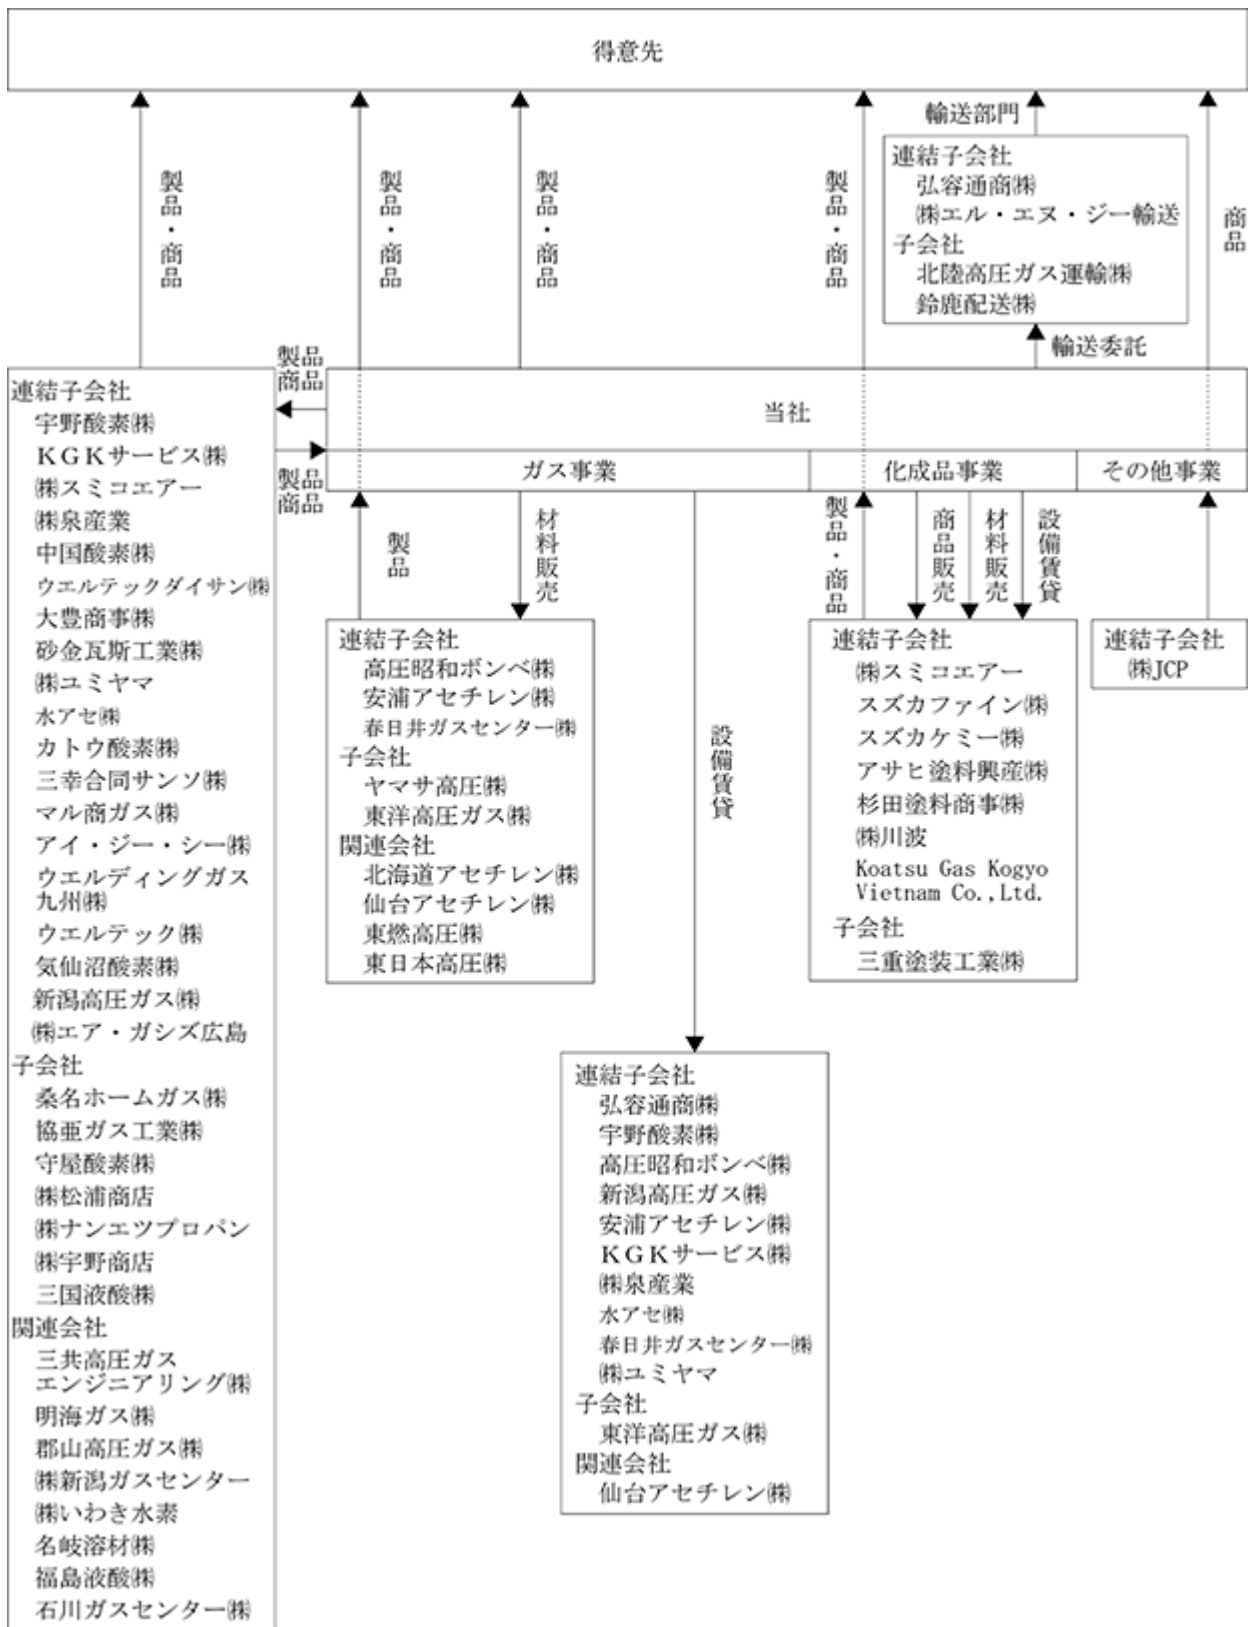 得意先
輸送部門
連結子会社
弘容通商㈱
㈱エル・エヌ・ジー輸送
子会社
北陸高圧ガス運輸㈱
鈴鹿配送㈱
製品・商品
製品・商品
製品・商品
製品・商品
商品
輸送委託
製品
商品
当社
製品
商品
ガス事業
化成品事業
その他事業
連結子会社
宇野酸素㈱
ＫＧＫサービス㈱
㈱スミコエアー
㈱泉産業
中国酸素㈱
ウエルテックダイサン㈱
大豊商事㈱
砂金瓦斯工業㈱
㈱ユミヤマ
水アセ㈱
カトウ酸素㈱
三幸合同サンソ㈱
マル商ガス㈱
アイ・ジー・シー㈱
ウエルディングガス
九州㈱
ウエルテック㈱
気仙沼酸素㈱
新潟高圧ガス㈱
㈱エア・ガシズ広島
子会社
桑名ホームガス㈱
協亜ガス工業㈱
守屋酸素㈱
㈱松浦商店
㈱ナンエツプロパン
㈱宇野商店
三国液酸㈱
関連会社
三共高圧ガス
エンジニアリング㈱
明海ガス㈱
郡山高圧ガス㈱
㈱新潟ガスセンター
㈱いわき水素
名岐溶材㈱
福島液酸㈱
石川ガスセンター㈱
製品
材料販売
連結子会社
高圧昭和ボンベ㈱
安浦アセチレン㈱
春日井ガスセンター㈱
子会社
ヤマサ高圧㈱
東洋高圧ガス㈱
関連会社
北海道アセチレン㈱
仙台アセチレン㈱
東燃高圧㈱
東日本高圧㈱
設備賃貸
連結子会社
弘容通商㈱
宇野酸素㈱
高圧昭和ボンベ㈱
新潟高圧ガス㈱
安浦アセチレン㈱
ＫＧＫサービス㈱
㈱泉産業
水アセ㈱
春日井ガスセンター㈱
㈱ユミヤマ
子会社
東洋高圧ガス㈱
関連会社
仙台アセチレン㈱
製品・商品
商品販売
材料販売
設備賃貸
連結子会社
㈱スミコエアー
スズカファイン㈱
スズカケミー㈱
アサヒ塗料興産㈱
杉田塗料商事㈱
㈱川波
Koatsu Gas Kogyo
Vietnam Co.,Ltd.
子会社
三重塗装工業㈱
連結子会社
㈱JCP